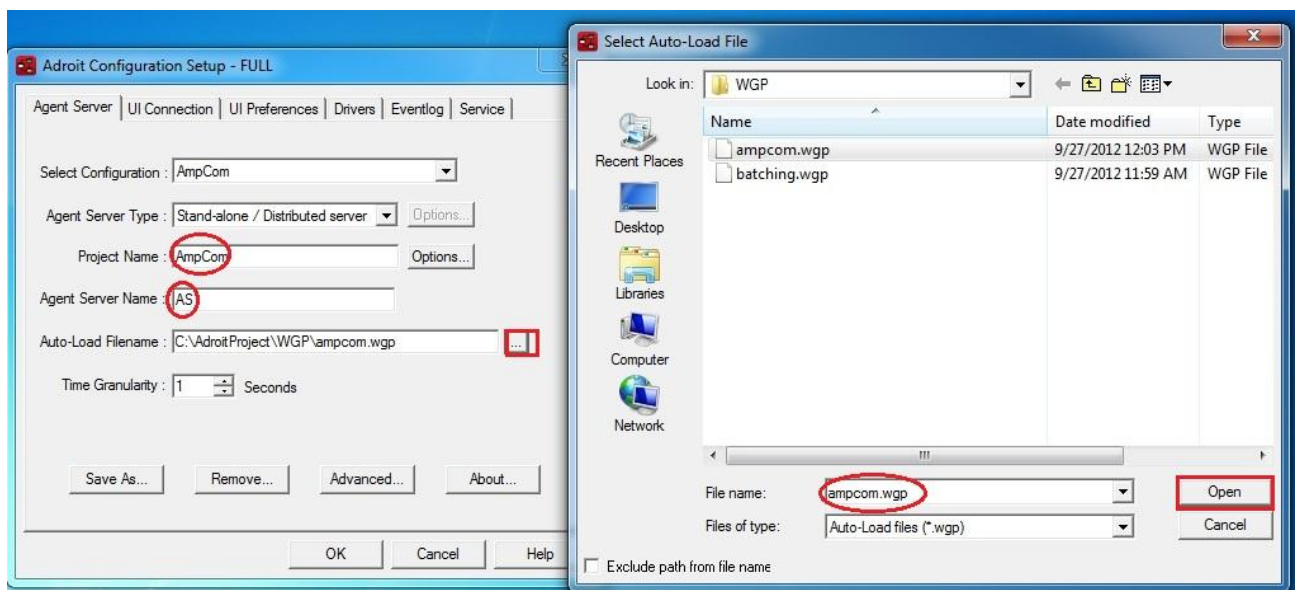 Adroit Configuration Setup - FULL
Agent Server
UI Connection
UI Preferences
Drivers
Eventlog
Service
Select Configuration : AmpCom
Agent Server Type : Stand-alone / Distributed server
Options...
Project Name : AmpCom
Options...
Agent Server Name : AS
Auto-Load Filename : C:\AdroitProject\WGP\ampcom.wgp
...
Time Granularity : 1 Seconds
Save As...
Remove...
Advanced...
About...
OK
Cancel
Help
Select Auto-Load File
Look in: WGP
Name
Date modified
Type
ampcom.wgp
9/27/2012 12:03 PM
WGP File
batching.wgp
9/27/2012 11:59 AM
WGP File
Recent Places
Desktop
Libraries
Computer
Network
File name: ampcom.wgp
Open
Files of type: Auto-Load files (*.wgp)
Cancel
Exclude path from file name